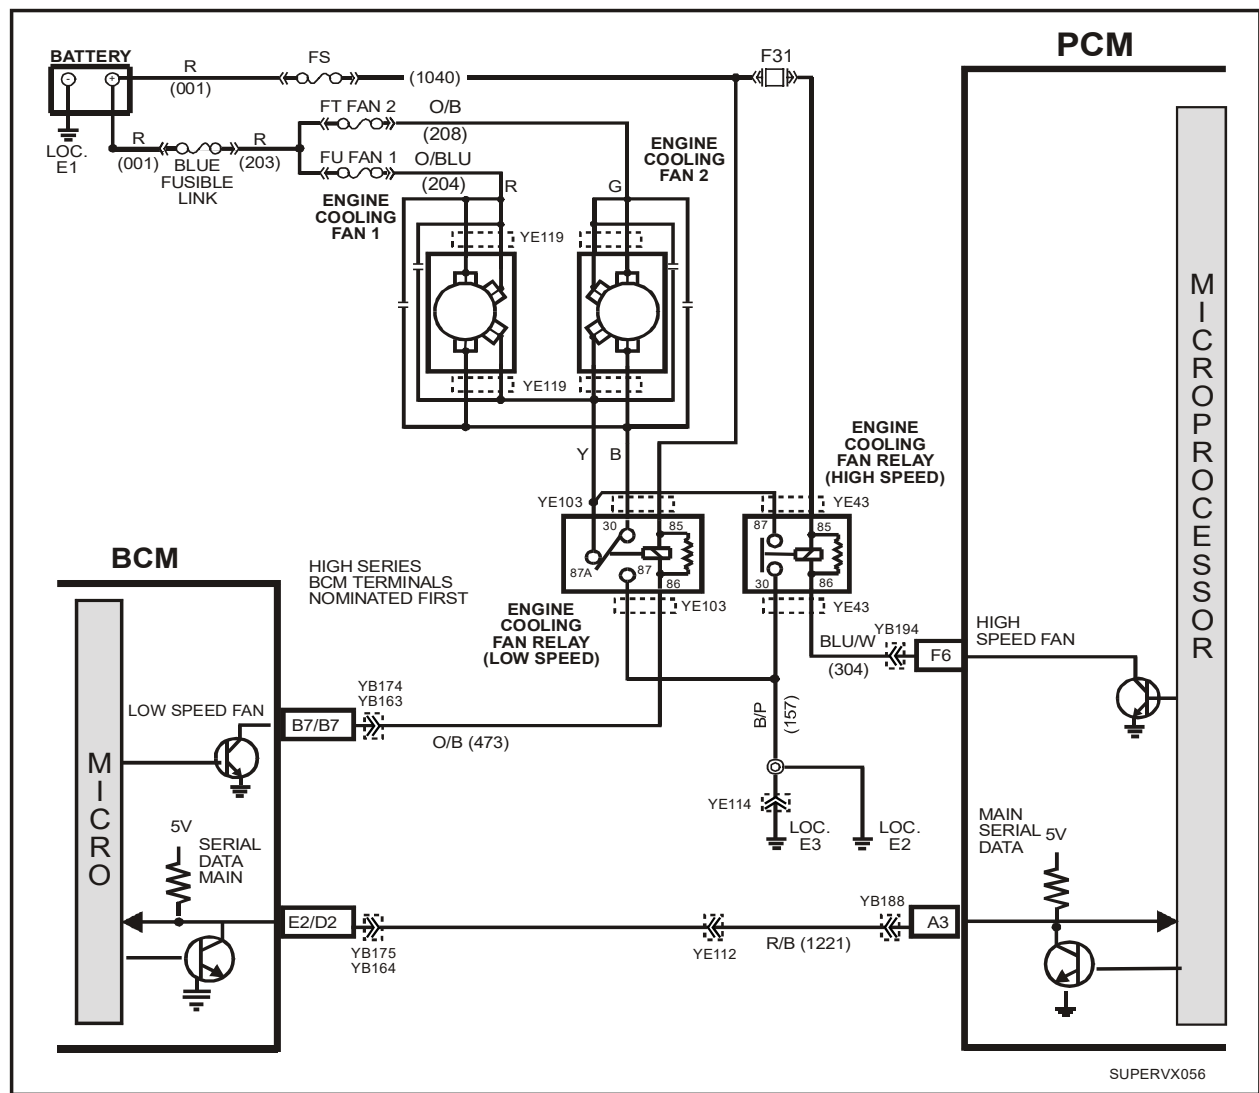 PCM
BATTERY
-
+
R
(001)
FS
(1040)
F31
FT FAN 2
O/B
(208)
LOC.
E1
R
(001)
BLUE
FUSIBLE
LINK
R
(203)
FU FAN 1
O/BLU
(204)
R
G
ENGINE
COOLING
FAN 2
ENGINE
COOLING
FAN 1
YE119
YE119
Y
B
ENGINE
COOLING
FAN RELAY
(HIGH SPEED)
YE103
YE43
30
85
87A
87
86
87
85
30
86
YE103
YE43
BCM
HIGH SERIES
BCM TERMINALS
NOMINATED FIRST
ENGINE
COOLING
FAN RELAY
(LOW SPEED)
BLU/W
(304)
YB194
F6
HIGH
SPEED FAN
MICROPROCESSOR
LOW SPEED FAN
YB174
YB163
B7/B7
O/B (473)
B/P
(157)
MICRO
YE114
LOC.
E3
LOC.
E2
5V
SERIAL
DATA
MAIN
MAIN
SERIAL
DATA
5V
E2/D2
YB175
YB164
YE112
R/B (1221)
YB188
A3
SUPERVX056